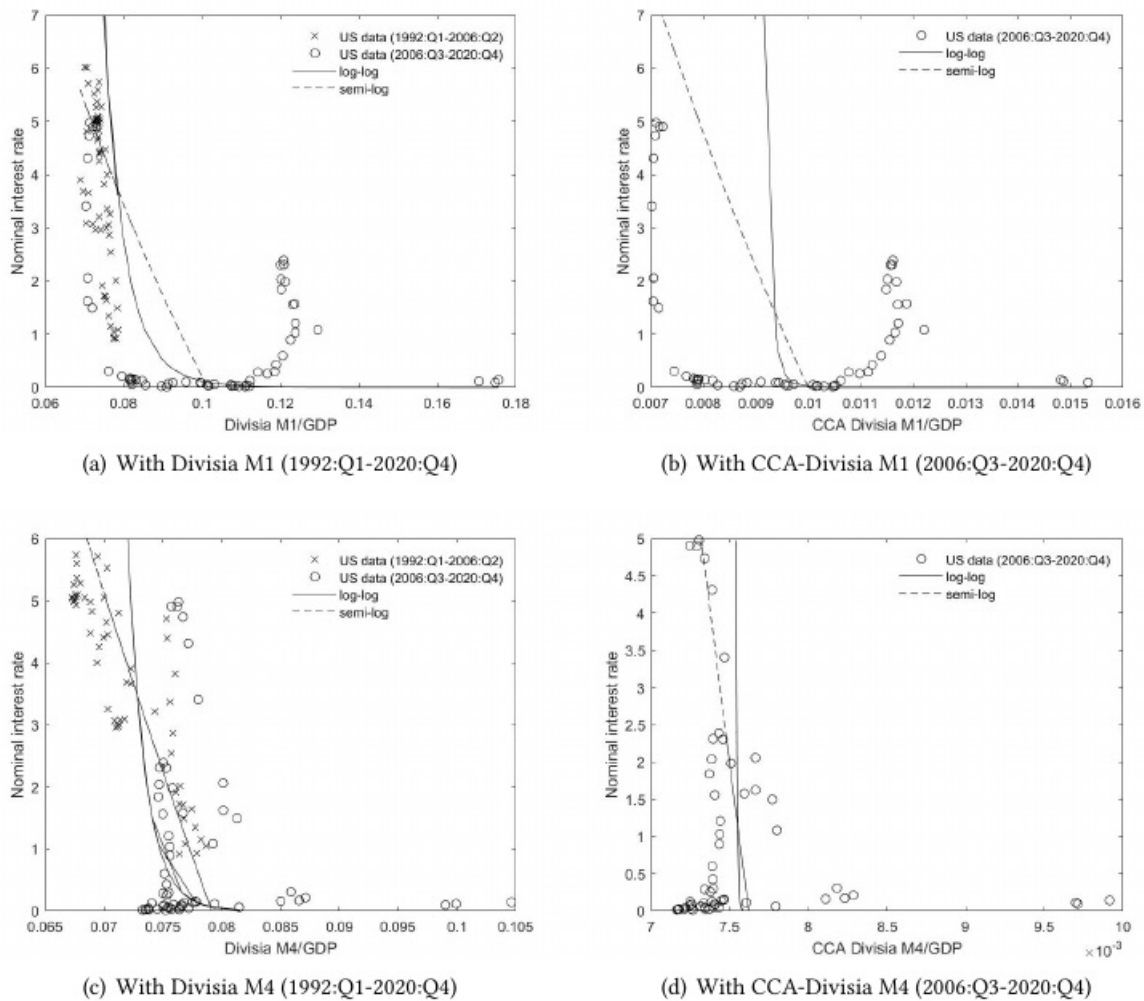 7
6
5
4
3
2
1
0
Nominal interest rate
× US data (1992:Q1-2006:Q2)
○ US data (2006:Q3-2020:Q4)
log-log
semi-log
0.06 0.08 0.1 0.12 0.14 0.16 0.18
Divisia M1/GDP
(a) With Divisia M1 (1992:Q1-2020:Q4)
7
6
5
4
3
2
1
0
Nominal interest rate
○ US data (2006:Q3-2020:Q4)
log-log
semi-log
0.007 0.008 0.009 0.01 0.011 0.012 0.013 0.014 0.015 0.016
CCA Divisia M1/GDP
(b) With CCA-Divisia M1 (2006:Q3-2020:Q4)
6
5
4
3
2
1
0
Nominal interest rate
× US data (1992:Q1-2006:Q2)
○ US data (2006:Q3-2020:Q4)
log-log
semi-log
0.065 0.07 0.075 0.08 0.085 0.09 0.095 0.1 0.105
Divisia M4/GDP
(c) With Divisia M4 (1992:Q1-2020:Q4)
5
4.5
4
3.5
3
2.5
2
1.5
1
0.5
0
Nominal interest rate
○ US data (2006:Q3-2020:Q4)
log-log
semi-log
7 7.5 8 8.5 9 9.5 10
CCA Divisia M4/GDP
×10⁻³
(d) With CCA-Divisia M4 (2006:Q3-2020:Q4)